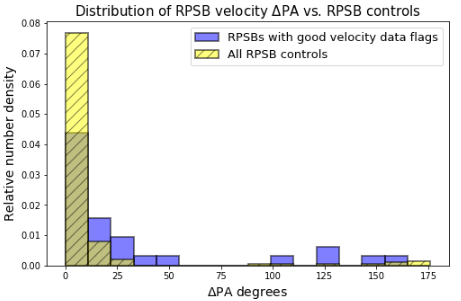 Distribution of RPSB velocity ΔPA vs. RPSB controls
RPSBs with good velocity data flags
All RPSB controls
Relative number density
0.08
0.07
0.06
0.05
0.04
0.03
0.02
0.01
0.00
0 25 50 75 100 125 150 175
ΔPA degrees